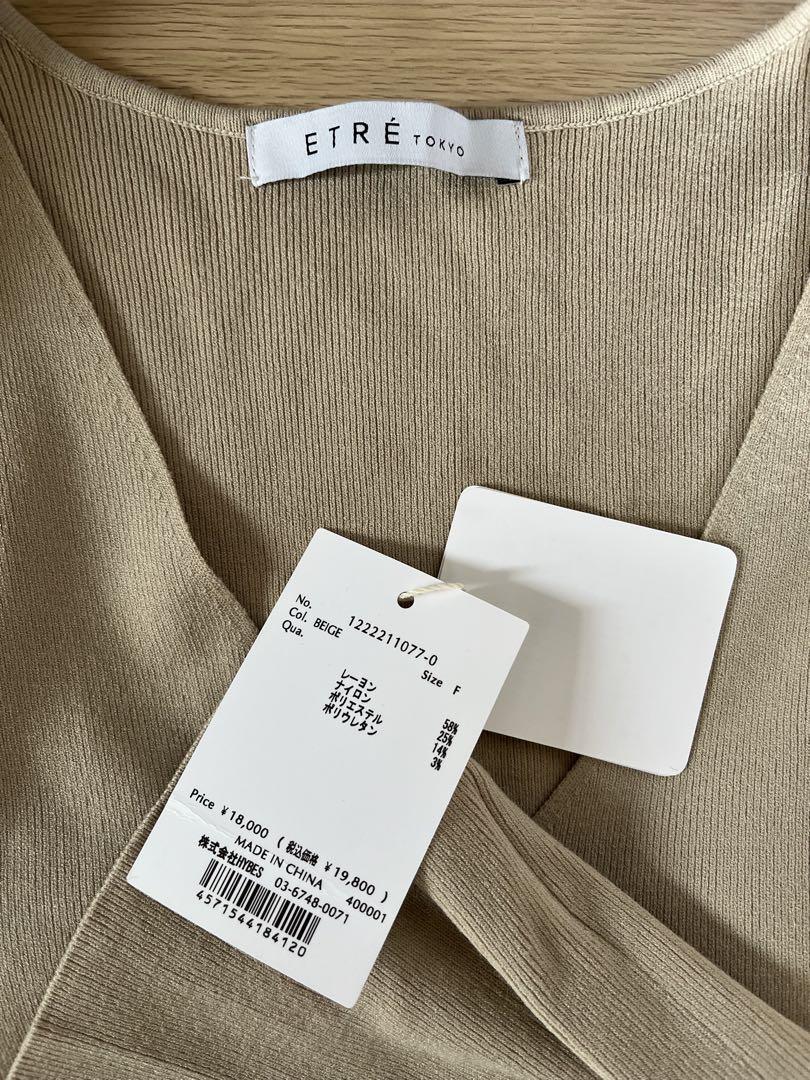 ETRÉ TOKYO
No. 1222211077-0
Col. BEIGE Size F
Qua.
レーヨン 58%
ナイロン 25%
ポリエステル 14%
ポリウレタン 3%
Price ¥18,000 ( 税込価格 ¥19,800 )
MADE IN CHINA 400001
株式会社HYBES 03-6748-0071
4571544184120